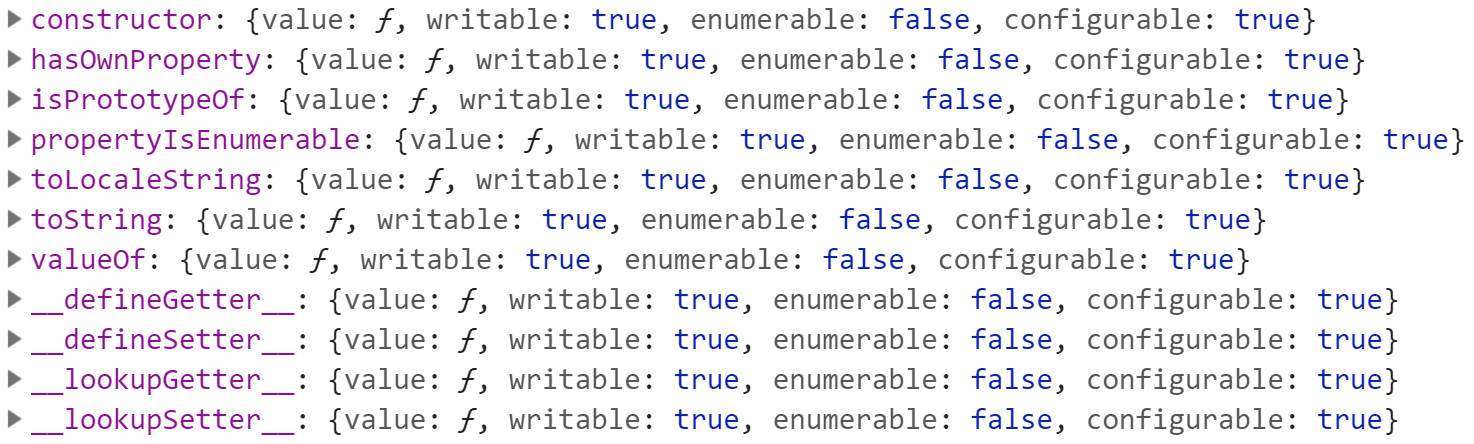 constructor: {value: ƒ, writable: true, enumerable: false, configurable: true}
hasOwnProperty: {value: ƒ, writable: true, enumerable: false, configurable: true}
isPrototypeOf: {value: ƒ, writable: true, enumerable: false, configurable: true}
propertyIsEnumerable: {value: ƒ, writable: true, enumerable: false, configurable: true}
toLocaleString: {value: ƒ, writable: true, enumerable: false, configurable: true}
toString: {value: ƒ, writable: true, enumerable: false, configurable: true}
valueOf: {value: ƒ, writable: true, enumerable: false, configurable: true}
__defineGetter__: {value: ƒ, writable: true, enumerable: false, configurable: true}
__defineSetter__: {value: ƒ, writable: true, enumerable: false, configurable: true}
__lookupGetter__: {value: ƒ, writable: true, enumerable: false, configurable: true}
__lookupSetter__: {value: ƒ, writable: true, enumerable: false, configurable: true}